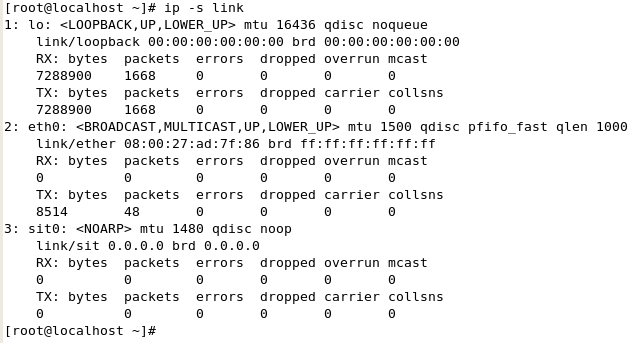 [root@localhost ~]# ip -s link
1: lo: <LOOPBACK,UP,LOWER_UP> mtu 16436 qdisc noqueue
    link/loopback 00:00:00:00:00:00 brd 00:00:00:00:00:00
    RX: bytes  packets  errors  dropped overrun mcast
    7288900    1668     0       0       0       0
    TX: bytes  packets  errors  dropped carrier collsns
    7288900    1668     0       0       0       0
2: eth0: <BROADCAST,MULTICAST,UP,LOWER_UP> mtu 1500 qdisc pfifo_fast qlen 1000
    link/ether 08:00:27:ad:7f:86 brd ff:ff:ff:ff:ff:ff
    RX: bytes  packets  errors  dropped overrun mcast
    0          0        0       0       0       0
    TX: bytes  packets  errors  dropped carrier collsns
    8514       48       0       0       0       0
3: sit0: <NOARP> mtu 1480 qdisc noop
    link/sit 0.0.0.0 brd 0.0.0.0
    RX: bytes  packets  errors  dropped overrun mcast
    0          0        0       0       0       0
    TX: bytes  packets  errors  dropped carrier collsns
    0          0        0       0       0       0
[root@localhost ~]#